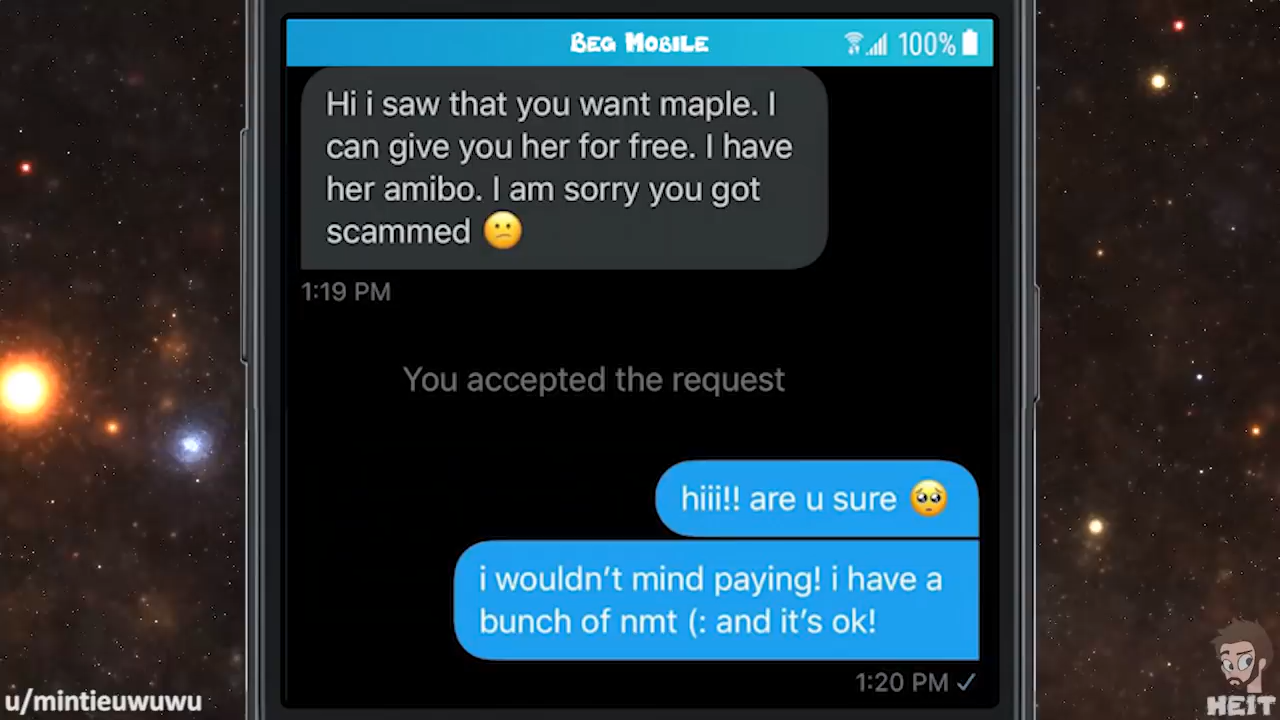 BEG MOBILE
100%
Hi i saw that you want maple. I
can give you her for free. I have
her amibo. I am sorry you got
scammed 😕
1:19 PM
You accepted the request
hiii!! are u sure 🥺
i wouldn't mind paying! i have a
bunch of nmt (: and it's ok!
1:20 PM ✓
u/mintieuwuwu
HEIT